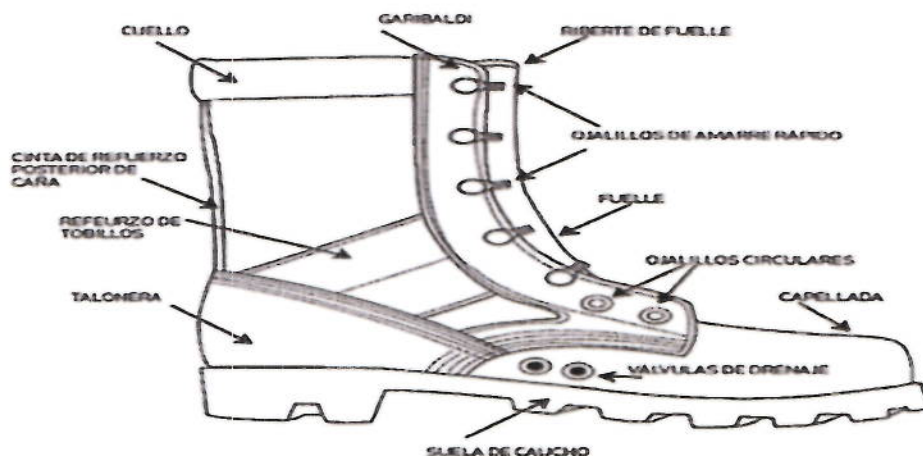 GARIBALDI
CUELLO
RIBERTE DE FUELLE
OJALILLOS DE AMARRE RAPIDO
CINTA DE REFUERZO
POSTERIOR DE
CAÑA
FUELLE
REFEURZO DE
TOBILLOS
OJALILLOS CIRCULARES
TALONERA
CAPELLADA
VALVULAS DE DRENAJE
SUELA DE CAUCHO